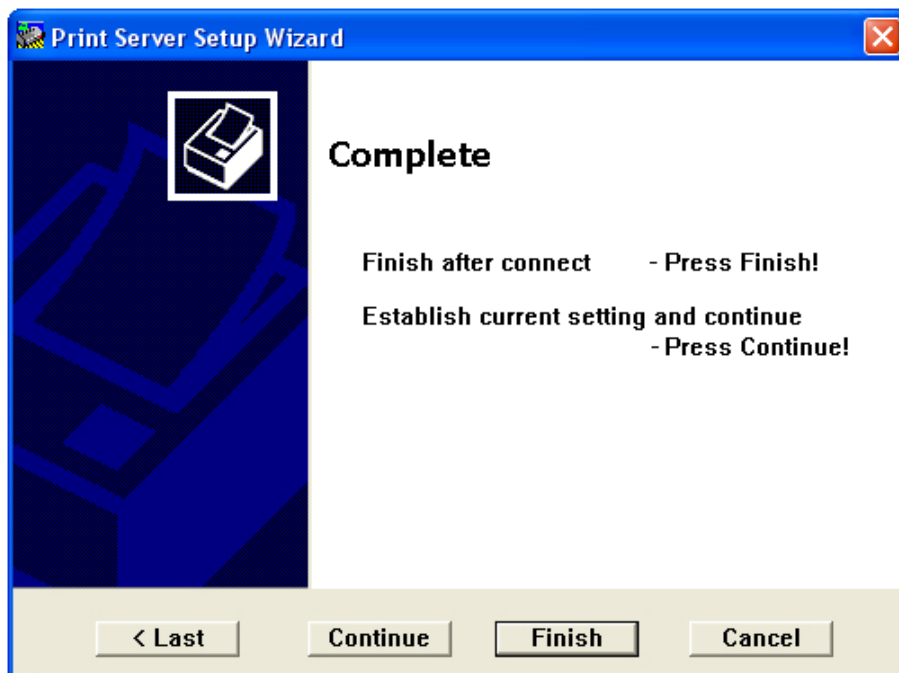 Print Server Setup Wizard
Complete
Finish after connect - Press Finish!
Establish current setting and continue
- Press Continue!
< Last Continue Finish Cancel